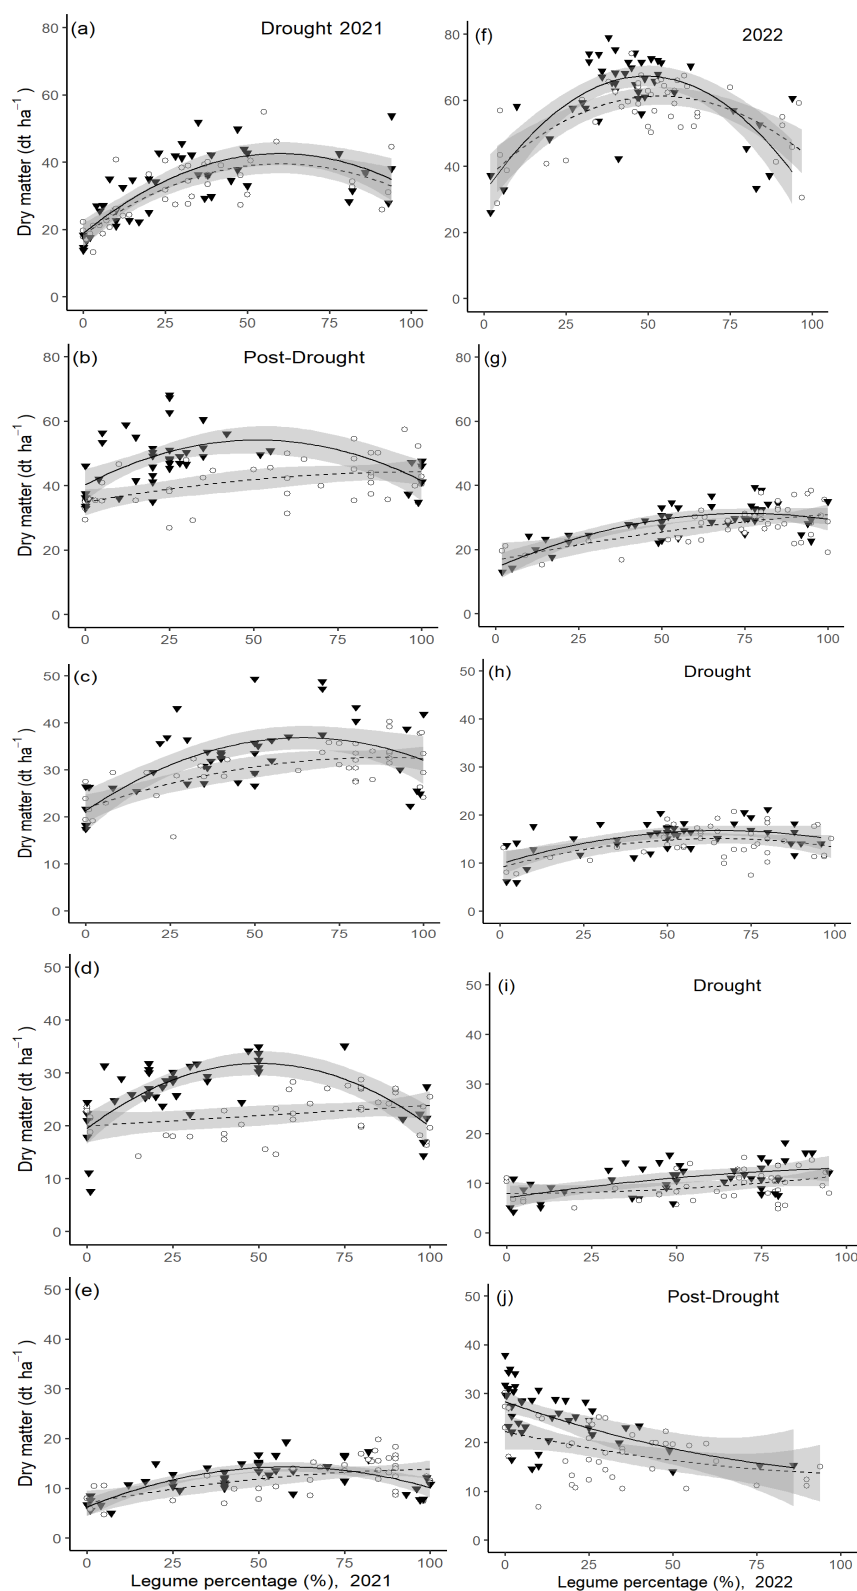 (a) Drought 2021
80
60
40
20
0
0 25 50 75 100
Dry matter (dt ha⁻¹)
(f) 2022
80
60
40
20
0
0 25 50 75 100
(b) Post-Drought
80
60
40
20
0
0 25 50 75 100
Dry matter (dt ha⁻¹)
(g)
80
60
40
20
0
0 25 50 75 100
(c)
50
40
30
20
10
0
0 25 50 75 100
Dry matter (dt ha⁻¹)
(h) Drought
50
40
30
20
10
0
0 25 50 75 100
(d)
50
40
30
20
10
0
0 25 50 75 100
Dry matter (dt ha⁻¹)
(i) Drought
50
40
30
20
10
0
0 25 50 75 100
(e)
50
40
30
20
10
0
0 25 50 75 100
Dry matter (dt ha⁻¹)
Legume percentage (%), 2021
(j) Post-Drought
50
40
30
20
10
0
0 25 50 75 100
Legume percentage (%), 2022